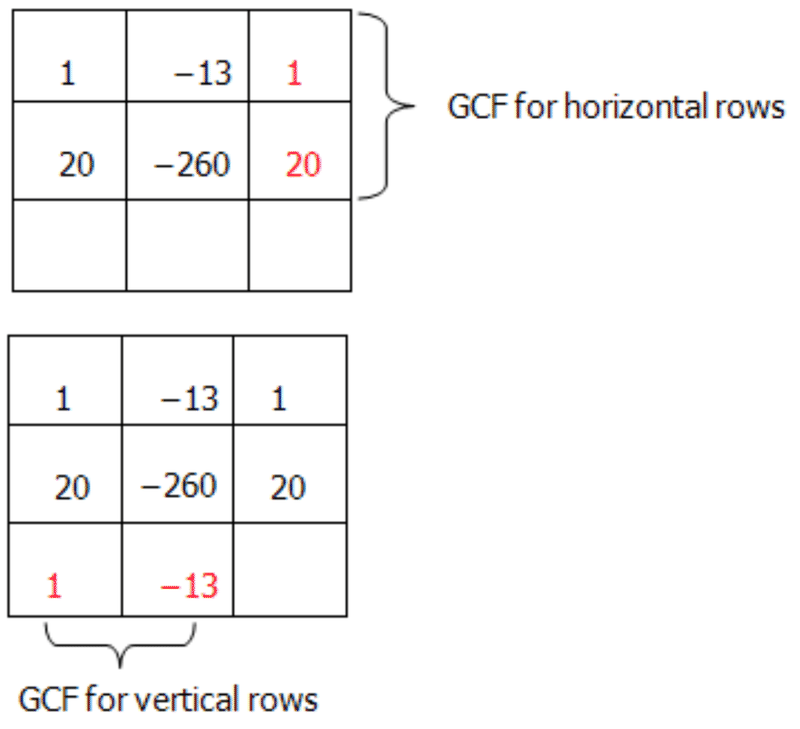 1 −13 1
GCF for horizontal rows
20 −260 20
1 −13 1
20 −260 20
1 −13
GCF for vertical rows